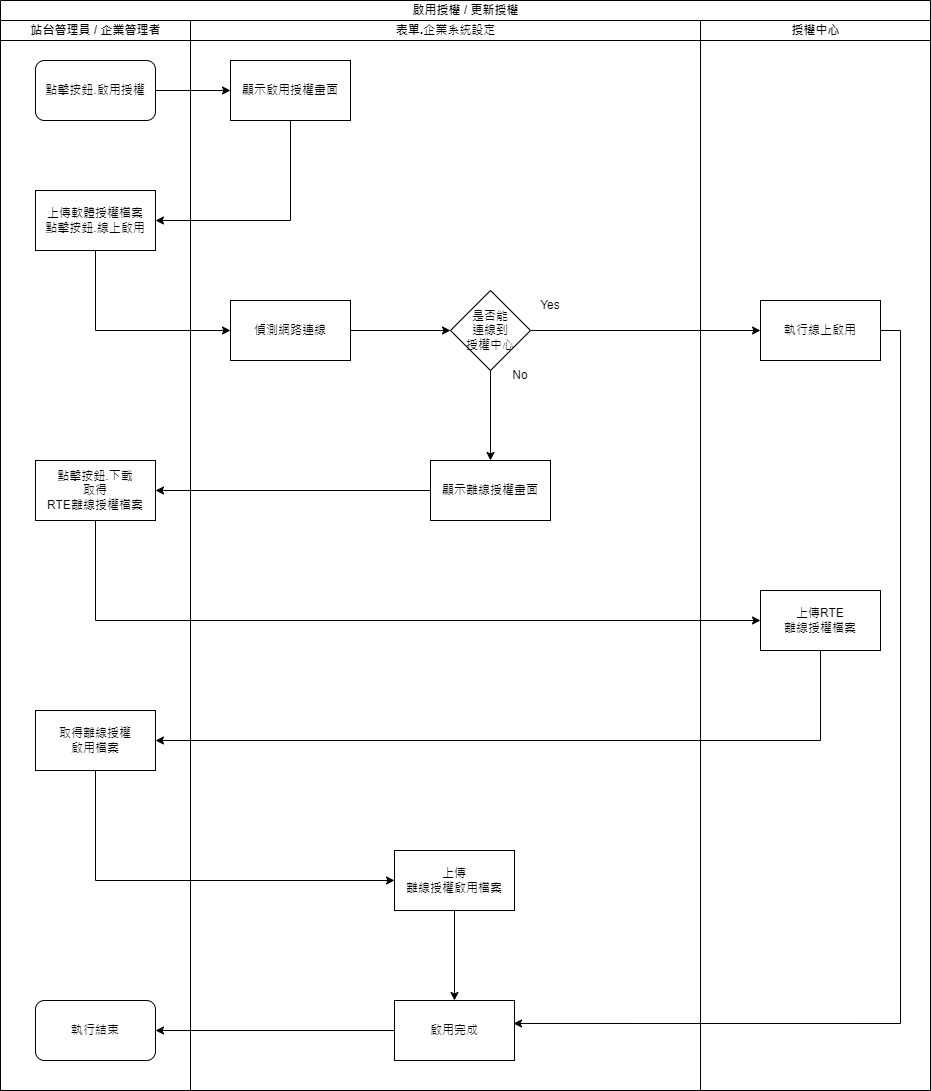 啟用授權 / 更新授權
站台管理員 / 企業管理者
表單.企業系統設定
授權中心
點擊按鈕.啟用授權
顯示啟用授權畫面
上傳軟體授權檔案
點擊按鈕.線上啟用
偵測網路連線
是否能
連線到
授權中心
Yes
執行線上啟用
No
點擊按鈕.下載
取得
RTE離線授權檔案
顯示離線授權畫面
上傳RTE
離線授權檔案
取得離線授權
啟用檔案
上傳
離線授權啟用檔案
執行結束
啟用完成